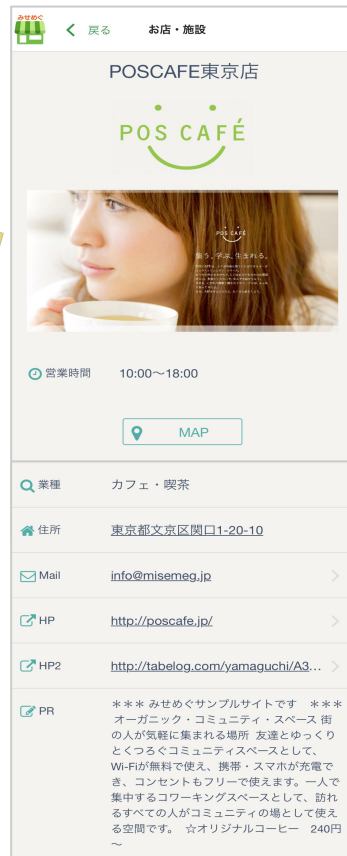 みせめぐ
戻る お店・施設
POSCAFE東京店
POS CAFÉ
POS CAFÉ
集う、学ぶ、生まれる。
営業時間 10:00〜18:00
MAP
業種 カフェ・喫茶
住所 東京都文京区関口1-20-10
Mail info@misemeg.jp
HP http://poscafe.jp/
HP2 http://tabelog.com/yamaguchi/A3...
PR ＊＊＊ みせめぐサンプルサイトです ＊＊＊
オーガニック・コミュニティ・スペース 街
の人が気軽に集まれる場所 友達とゆっくり
とくつろぐコミュニティスペースとして、
Wi-Fiが無料で使え、携帯・スマホが充電で
き、コンセントもフリーで使えます。一人で
集中するコワーキングスペースとして、訪れ
るすべての人がコミュニティの場として使え
る空間です。 ☆オリジナルコーヒー 240円
〜